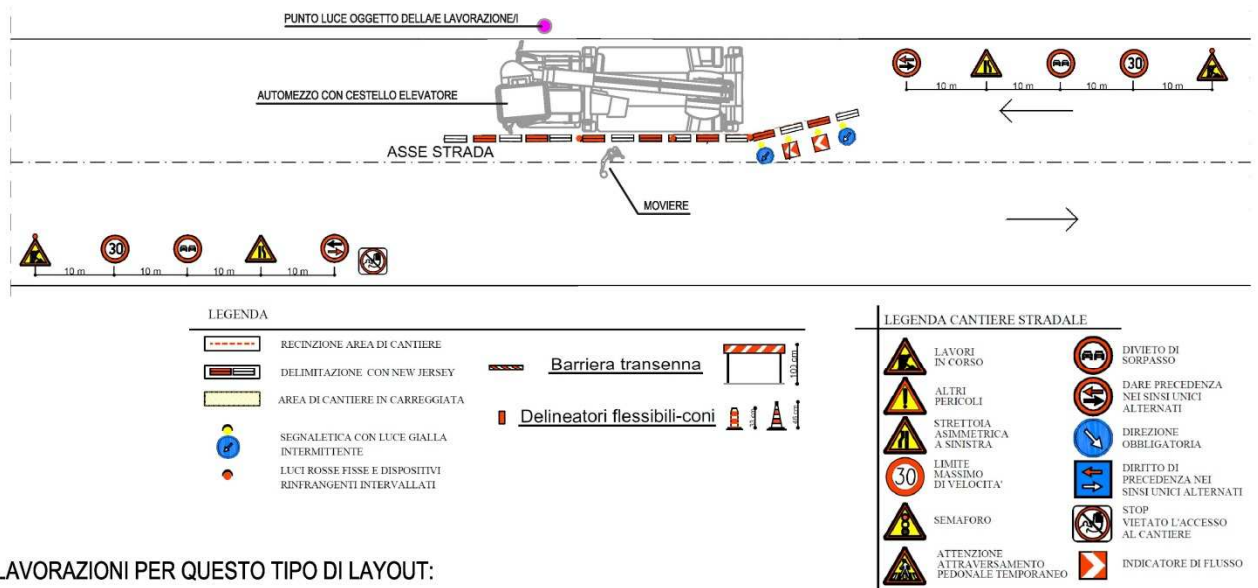 PUNTO LUCE OGGETTO DELLA/E LAVORAZIONE/I
AUTOMEZZO CON CESTELLO ELEVATORE
30
10 m
10 m
10 m
10 m
ASSE STRADA
MOVIERE
30
10 m
10 m
10 m
10 m
LEGENDA
RECINZIONE AREA DI CANTIERE
DELIMITAZIONE CON NEW JERSEY
AREA DI CANTIERE IN CARREGGIATA
SEGNALETICA CON LUCE GIALLA
INTERMITTENTE
LUCI ROSSE FISSE E DISPOSITIVI
RINFRANGENTI INTERVALLATI
Barriera transenna
100 cm
Delineatori flessibili-coni
LEGENDA CANTIERE STRADALE
LAVORI
IN CORSO
ALTRI
PERICOLI
STRETTOIA
ASIMMETRICA
A SINISTRA
30
LIMITE
MASSIMO
DI VELOCITA'
SEMAFORO
ATTENZIONE
ATTRAVERSAMENTO
PEDONALE TEMPORANEO
DIVIETO DI
SORPASSO
DARE PRECEDENZA
NEI SINSI UNICI
ALTERNATI
DIREZIONE
OBBLIGATORIA
DIRITTO DI
PRECEDENZA NEI
SINSI UNICI ALTERNATI
STOP
VIETATO L'ACCESSO
AL CANTIERE
INDICATORE DI FLUSSO
LAVORAZIONI PER QUESTO TIPO DI LAYOUT: